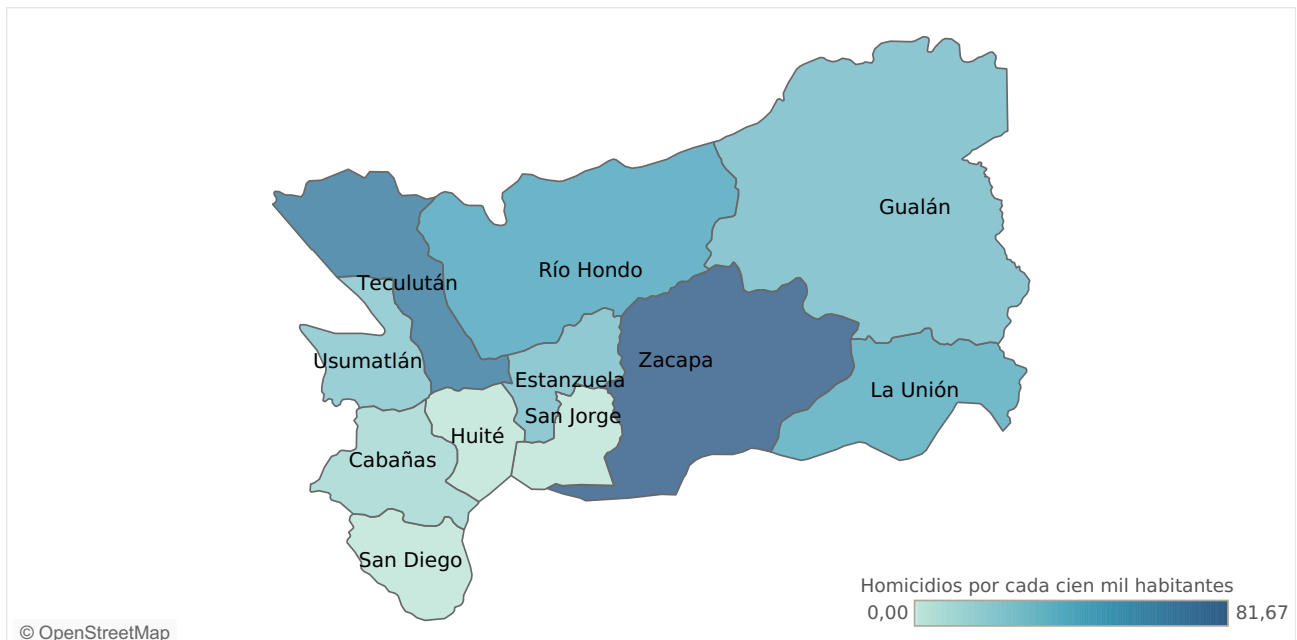 Gualán
Río Hondo
Teculután
Zacapa
Usumatlán
Estanzuela
La Unión
San Jorge
Huité
Cabañas
San Diego
Homicidios por cada cien mil habitantes
0,00 81,67
© OpenStreetMap